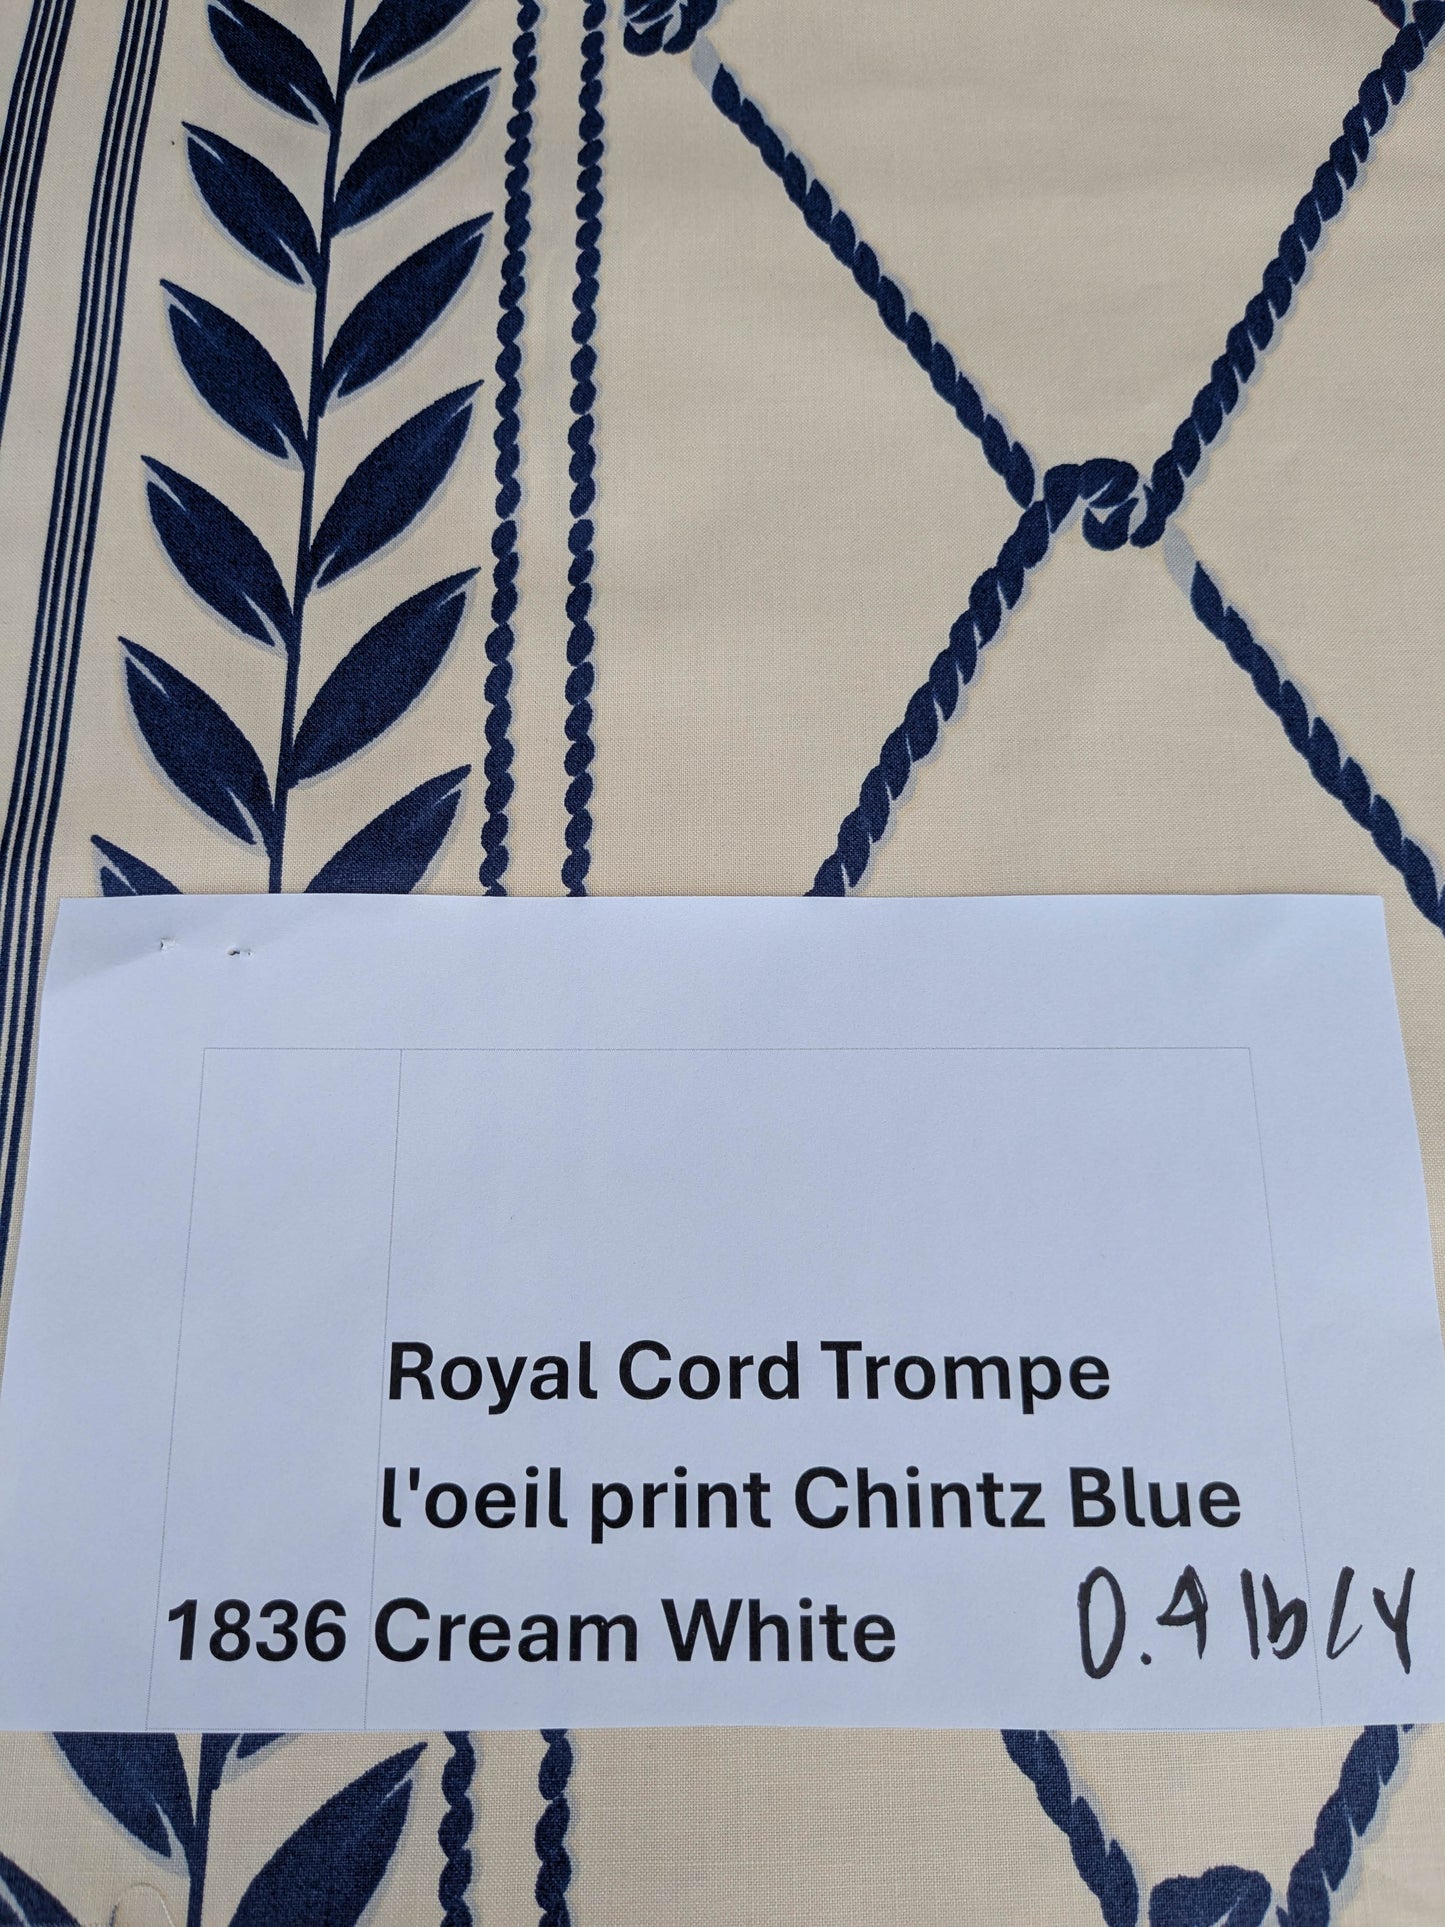 Royal Cord Trompe
l'oeil print Chintz Blue
1836 Cream White 0.4 lb/Y